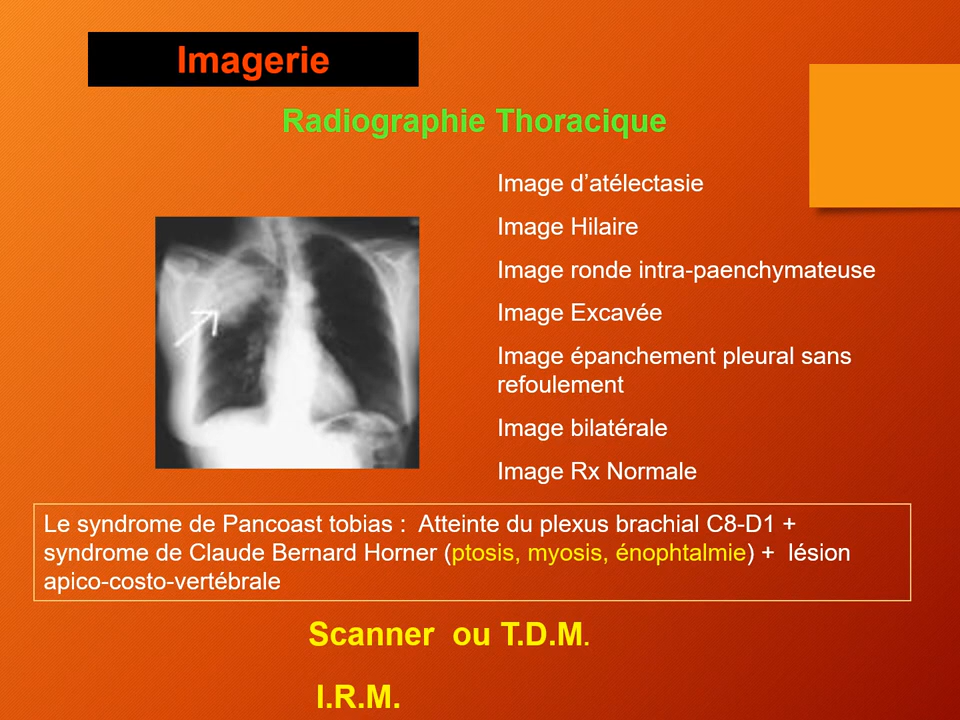 Imagerie
Radiographie Thoracique
Image d’atélectasie
Image Hilaire
Image ronde intra-paenchymateuse
Image Excavée
Image épanchement pleural sans
refoulement
Image bilatérale
Image Rx Normale
Le syndrome de Pancoast tobias :  Atteinte du plexus brachial C8-D1 +
syndrome de Claude Bernard Horner (ptosis, myosis, énophtalmie) +  lésion
apico-costo-vertébrale
Scanner  ou T.D.M.
I.R.M.